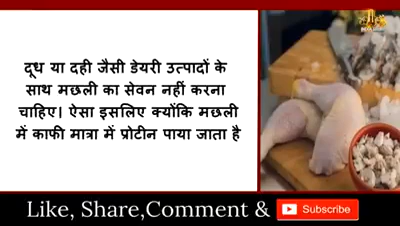 दूध या दही जैसी डेयरी उत्पादों के
साथ मछली का सेवन नहीं करना
चाहिए। ऐसा इसलिए क्योंकि मछली
में काफी मात्रा में प्रोटीन पाया जाता है
Like, Share,Comment & Subscribe